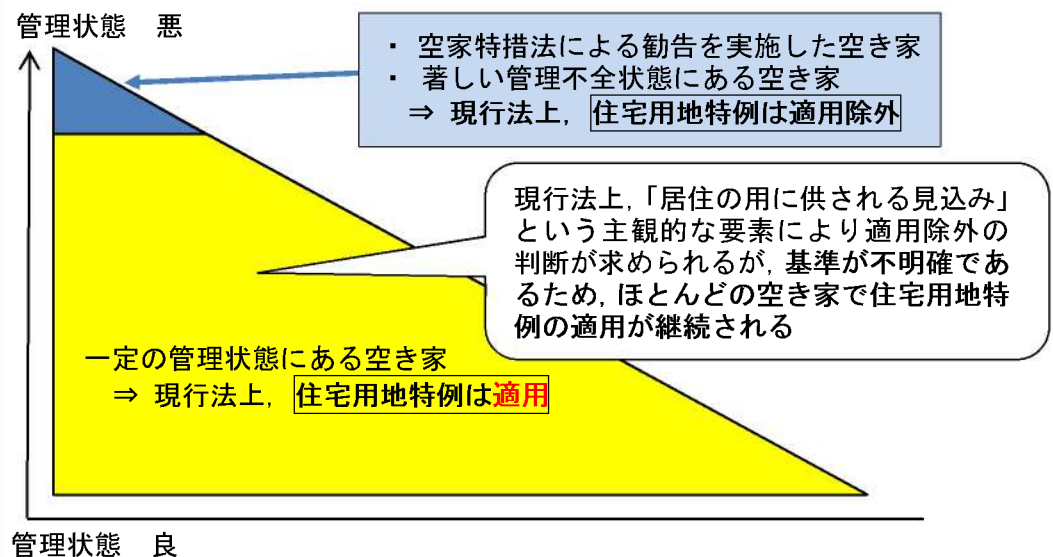 管理状態　悪
・ 空家特措法による勧告を実施した空き家
・ 著しい管理不全状態にある空き家
⇒ 現行法上，住宅用地特例は適用除外
現行法上，「居住の用に供される見込み」
という主観的な要素により適用除外の
判断が求められるが，基準が不明確であ
るため，ほとんどの空き家で住宅用地特
例の適用が継続される
一定の管理状態にある空き家
⇒ 現行法上，住宅用地特例は適用
管理状態　良